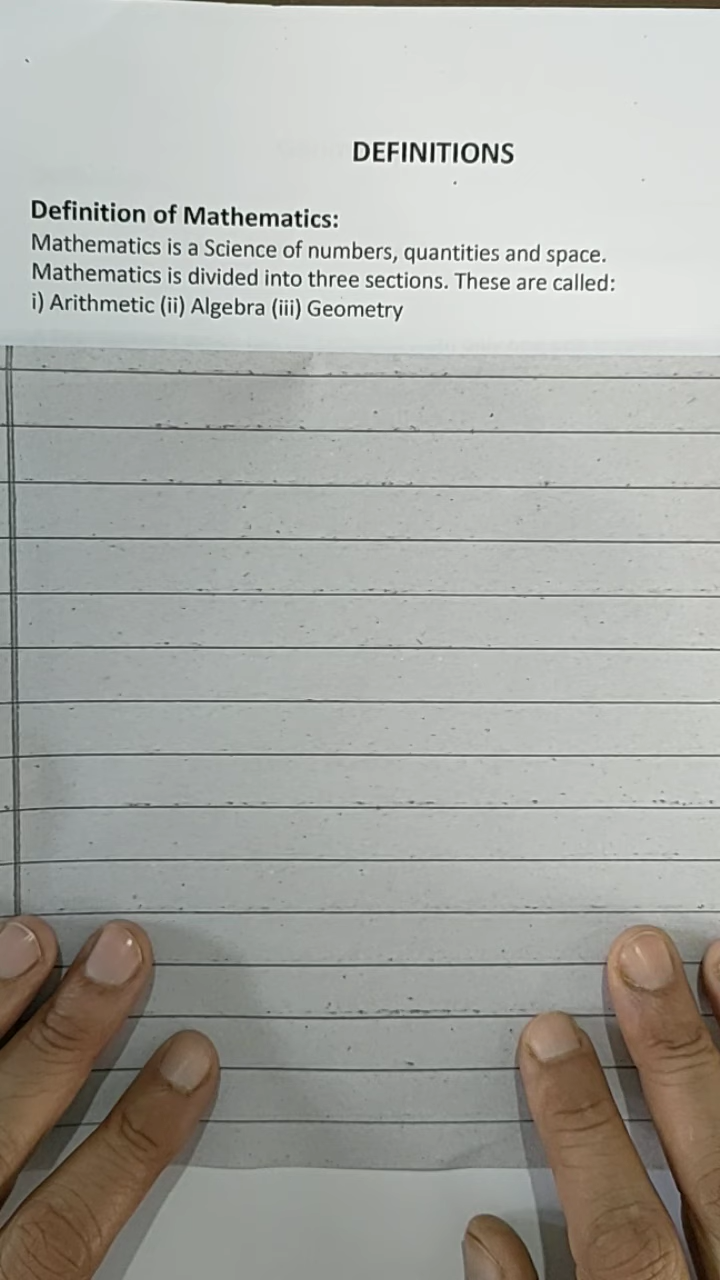 DEFINITIONS
Definition of Mathematics:
Mathematics is a Science of numbers, quantities and space.
Mathematics is divided into three sections. These are called:
i) Arithmetic (ii) Algebra (iii) Geometry